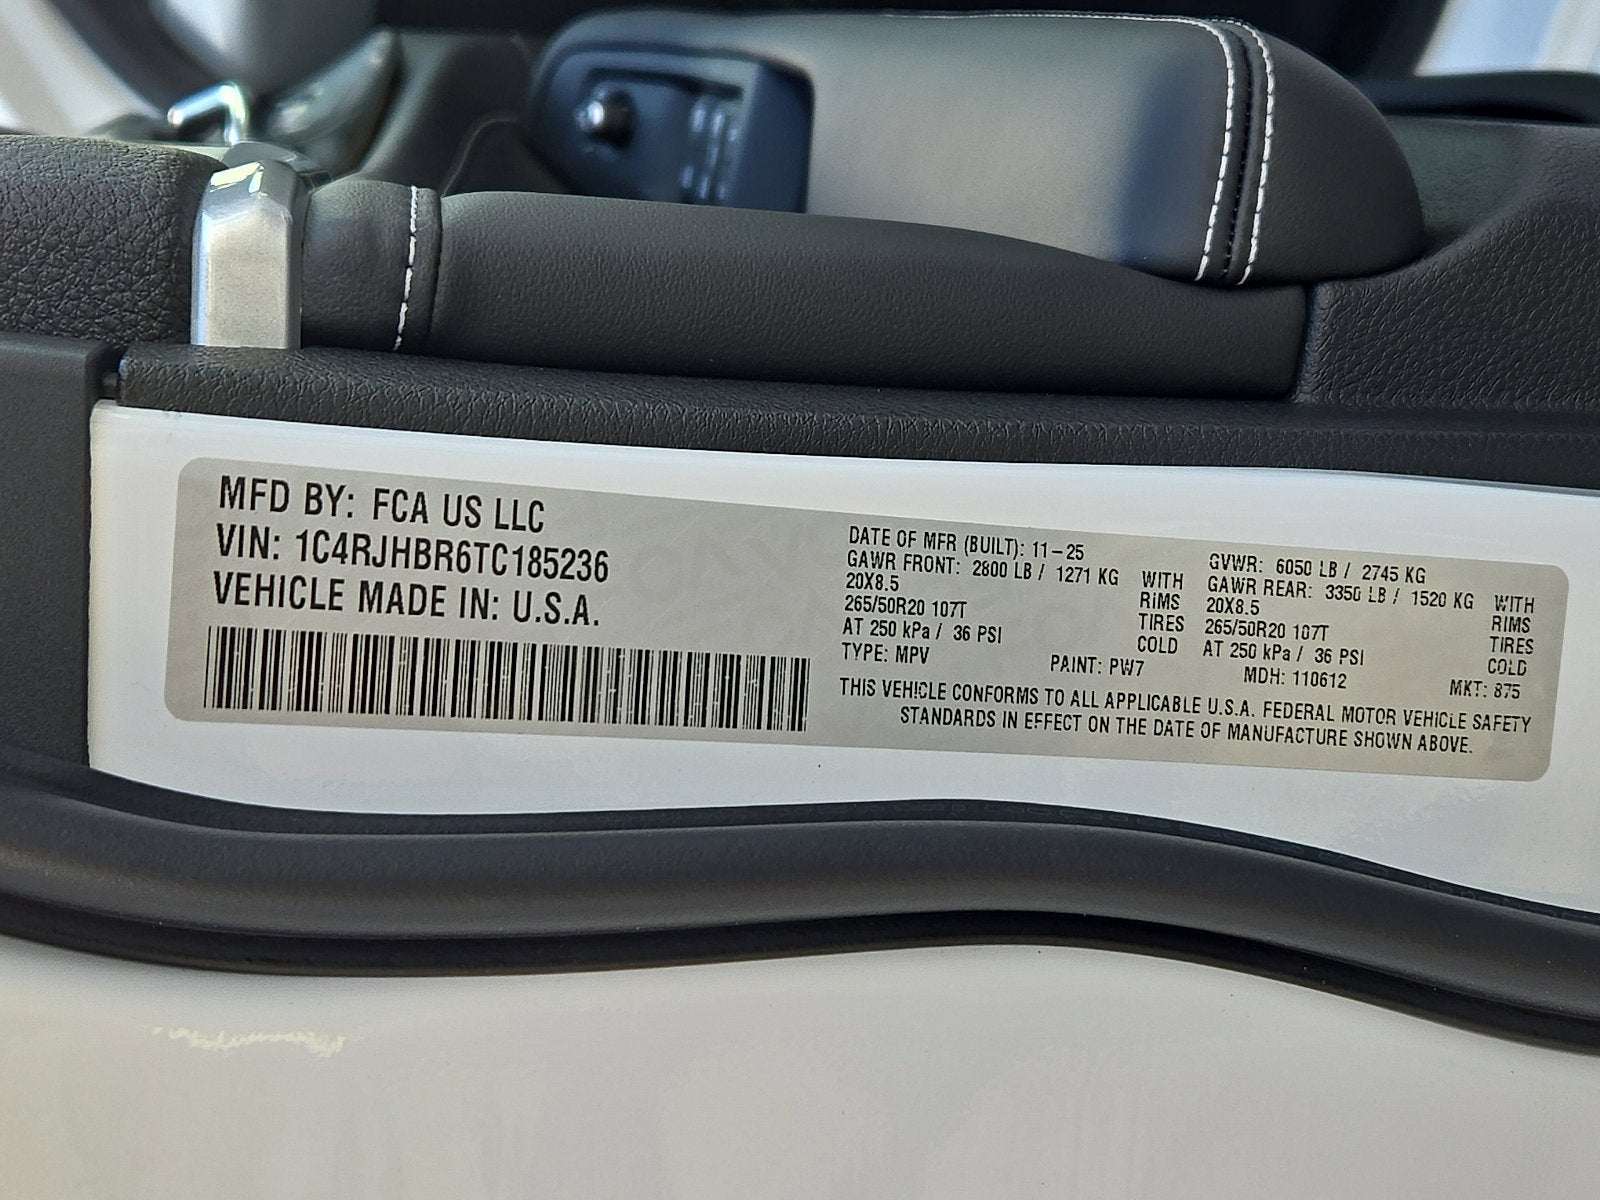 MFD BY: FCA US LLC
VIN: 1C4RJHBR6TC185236
VEHICLE MADE IN: U.S.A.
DATE OF MFR (BUILT): 11-25
GAWR FRONT: 2800 LB / 1271 KG WITH
20X8.5 RIMS
265/50R20 107T TIRES
AT 250 kPa / 36 PSI COLD
TYPE: MPV PAINT: PW7
GVWR: 6050 LB / 2745 KG
GAWR REAR: 3350 LB / 1520 KG WITH
20X8.5 RIMS
265/50R20 107T TIRES
AT 250 kPa / 36 PSI COLD
MDH: 110612 MKT: 875
THIS VEHICLE CONFORMS TO ALL APPLICABLE U.S.A. FEDERAL MOTOR VEHICLE SAFETY
STANDARDS IN EFFECT ON THE DATE OF MANUFACTURE SHOWN ABOVE.